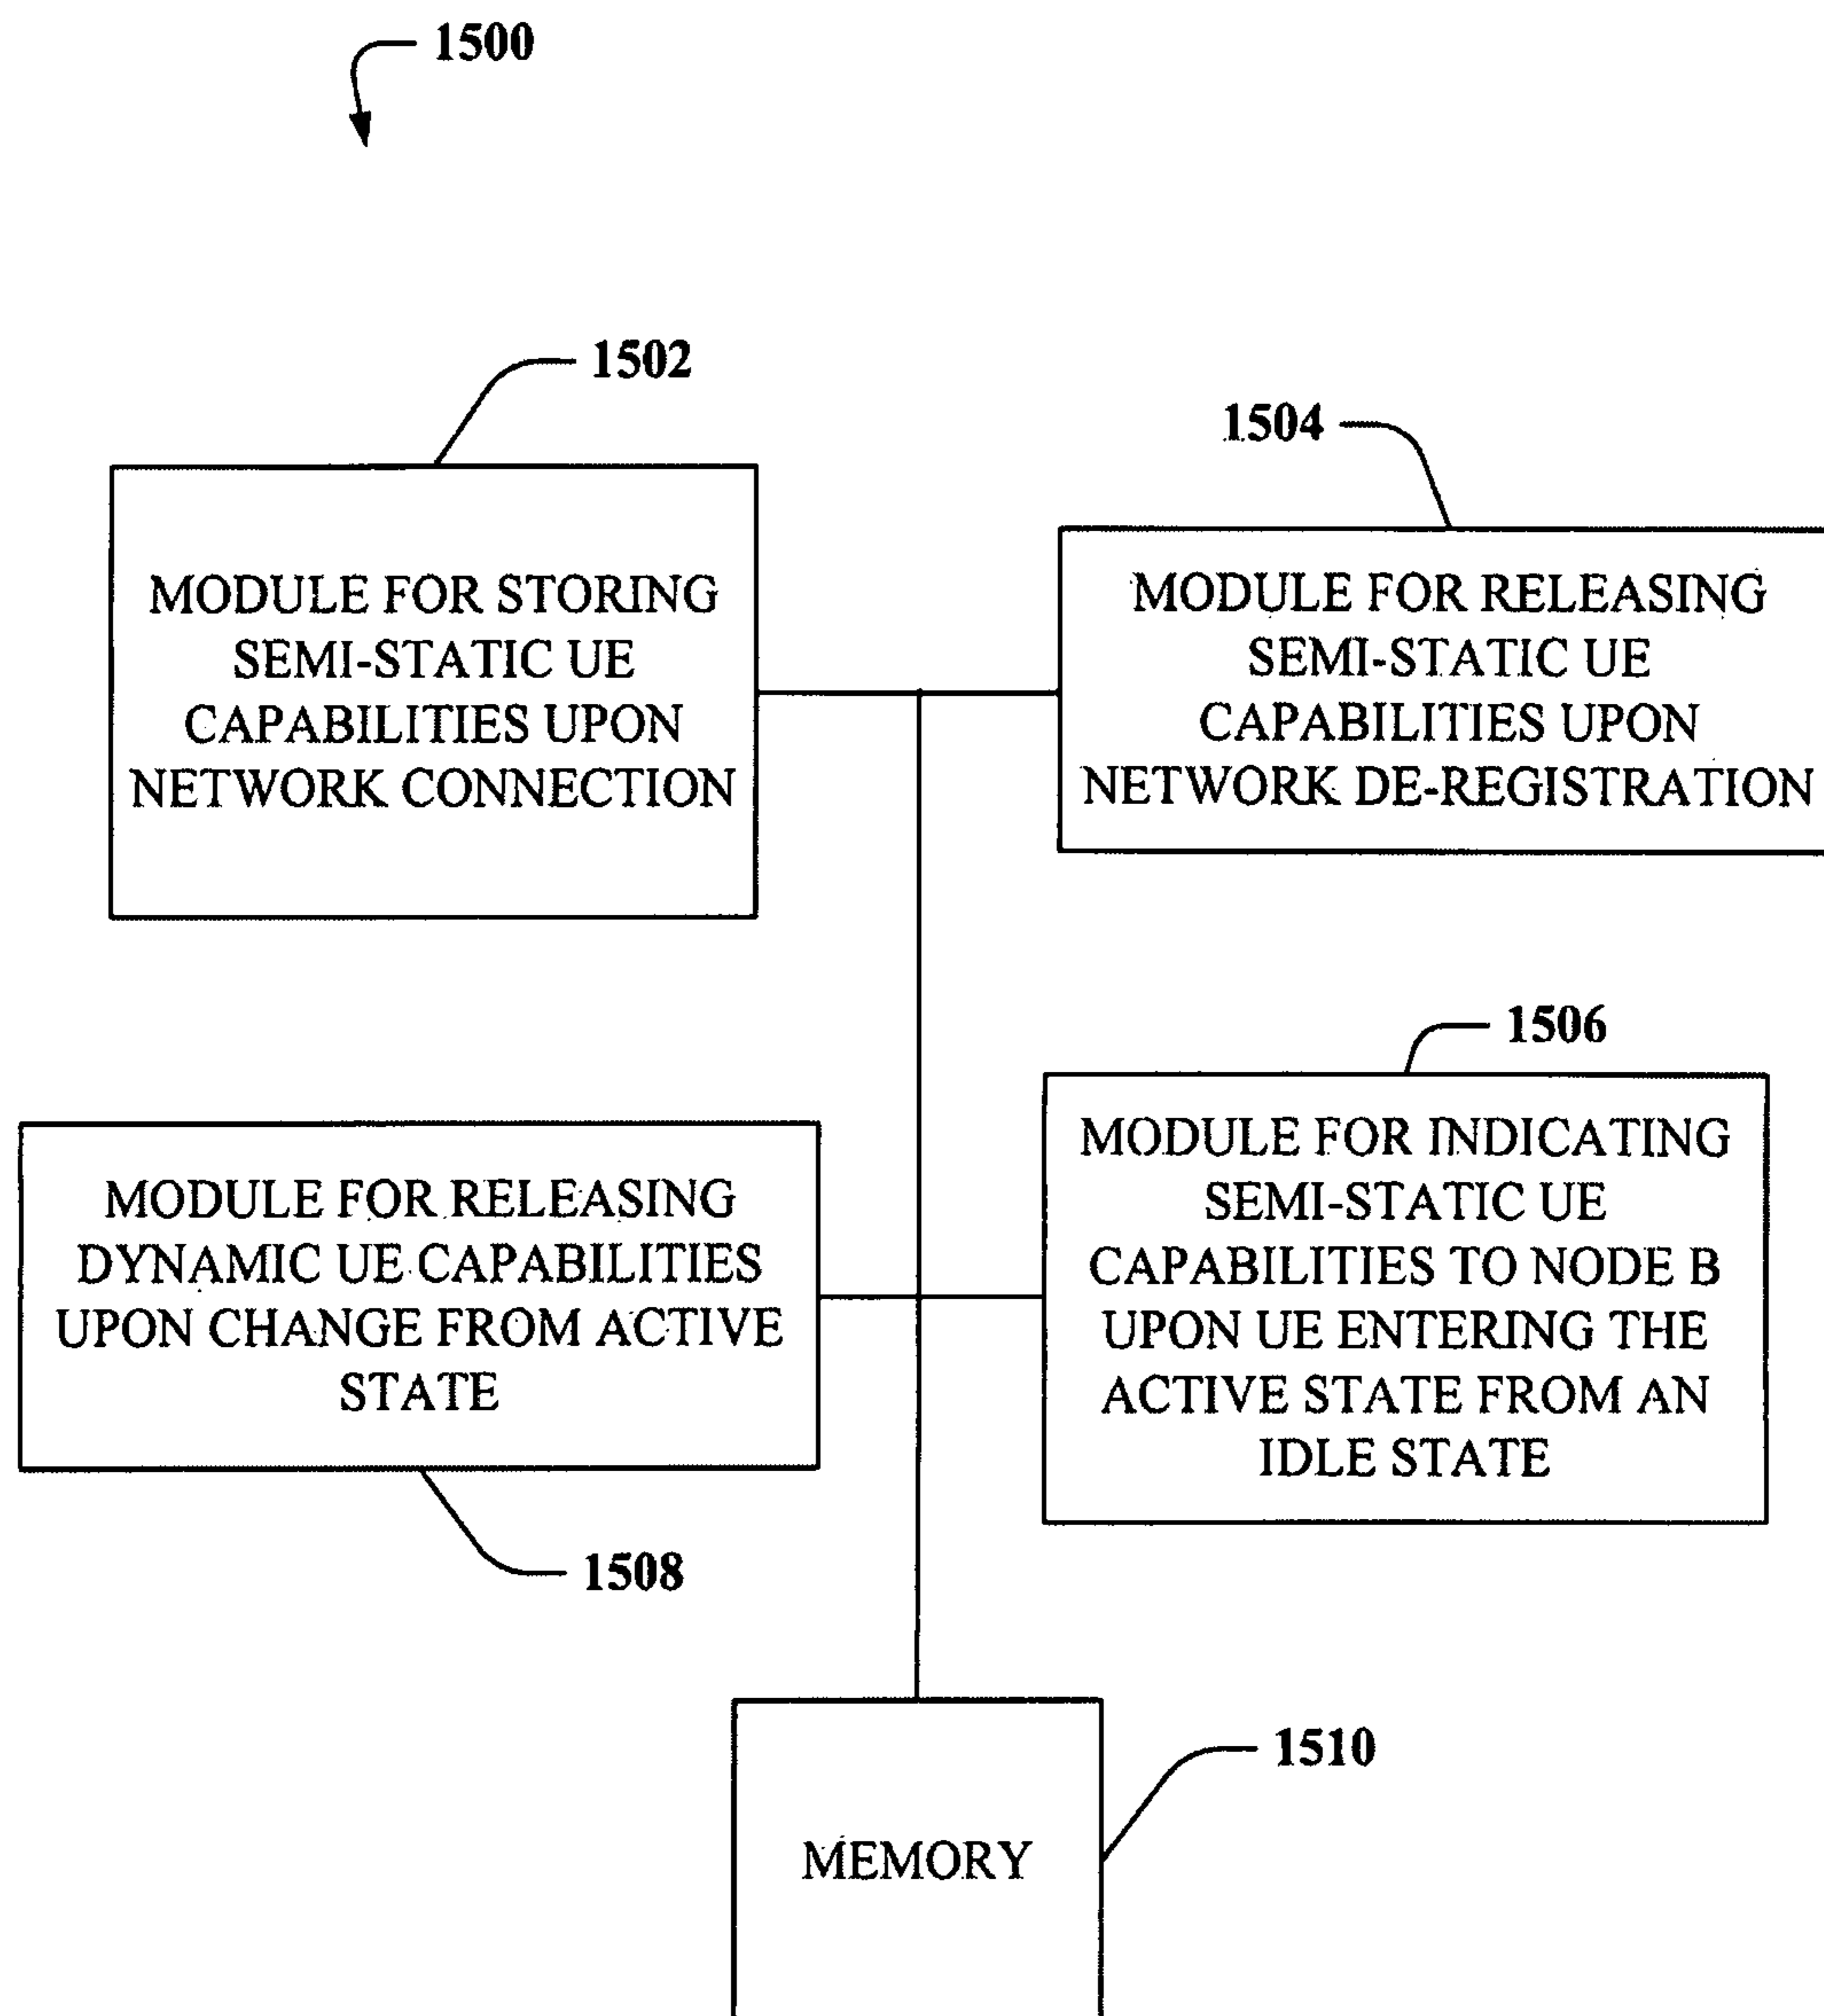 1500
1502
MODULE FOR STORING
SEMI-STATIC UE
CAPABILITIES UPON
NETWORK CONNECTION
1504
MODULE FOR RELEASING
SEMI-STATIC UE
CAPABILITIES UPON
NETWORK DE-REGISTRATION
1506
MODULE FOR INDICATING
SEMI-STATIC UE
CAPABILITIES TO NODE B
UPON UE ENTERING THE
ACTIVE STATE FROM AN
IDLE STATE
MODULE FOR RELEASING
DYNAMIC UE CAPABILITIES
UPON CHANGE FROM ACTIVE
STATE
1508
1510
MEMORY